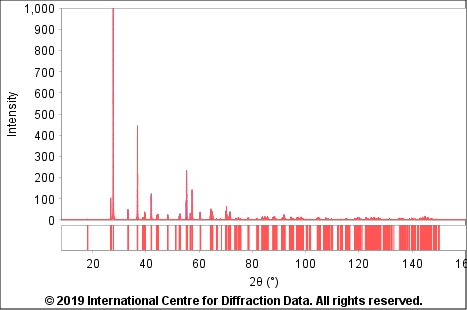 1,000
900
800
700
600
500
400
300
200
100
0
Intensity
20 40 60 80 100 120 140 16
2θ (°)
© 2019 International Centre for Diffraction Data. All rights reserved.